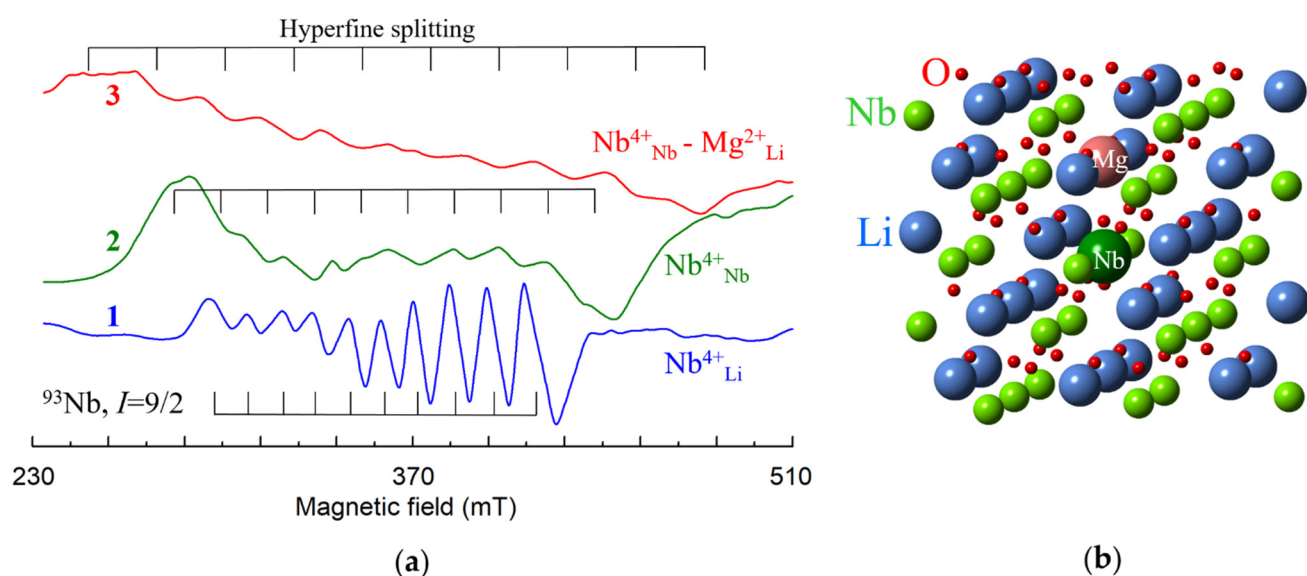 Hyperfine splitting
3
Nb⁴⁺Nb - Mg²⁺Li
2
Nb⁴⁺Nb
1
Nb⁴⁺Li
⁹³Nb, I=9/2
230 370 510
Magnetic field (mT)
(a)
O
Nb
Mg
Li
Nb
(b)